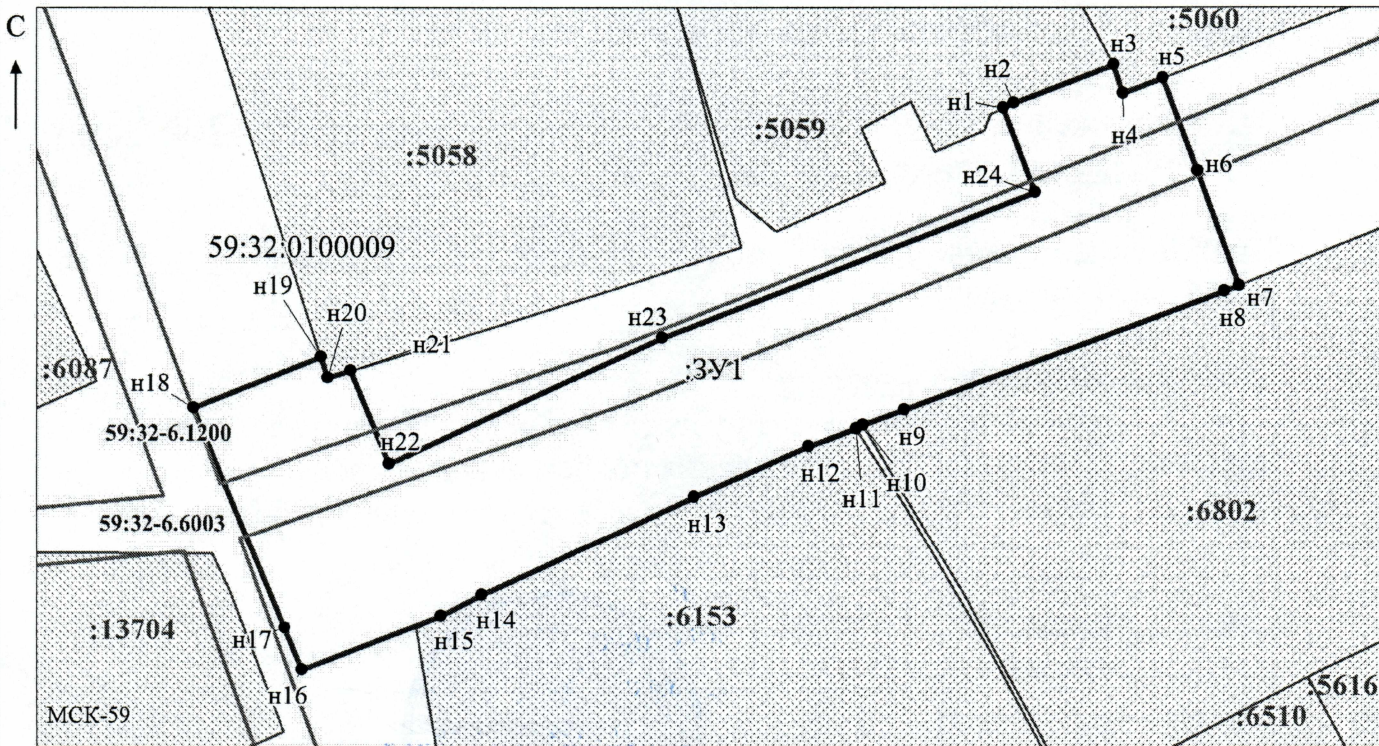 С
:5060
н3
н5
н2
н1
н4
:5059
:5058
н6
н24
59:32:0100009
н19
н20
н7
н8
н23
н21
:ЗУ1
:6087
н18
59:32-6.1200
н22
н9
н12
н10
н11
н13
:6802
59:32-6.6003
н14
:6153
:13704
н17
н15
н16
:5616
МСК-59
:6510